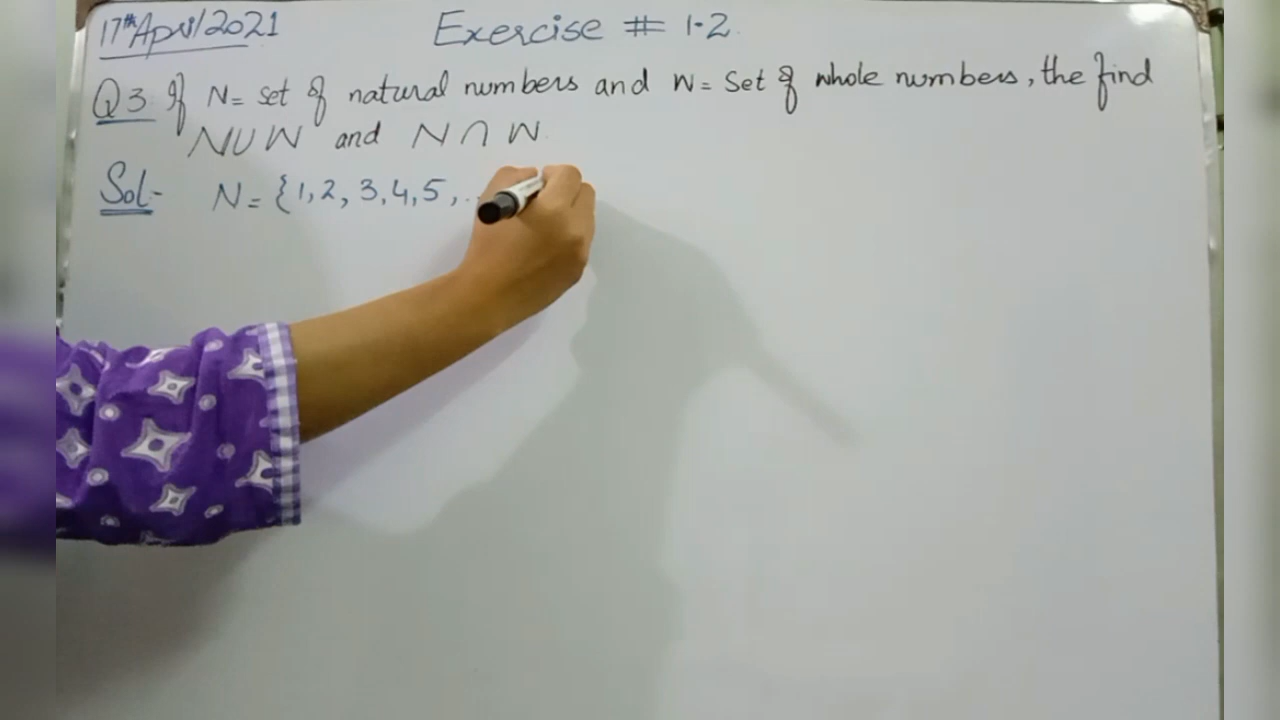 17th April/2021
Exercise # 1.2
Q3 If N= set of natural numbers and W= Set of whole numbers, the find
N∪W and N∩W.
Sol:- N= {1,2,3,4,5,..